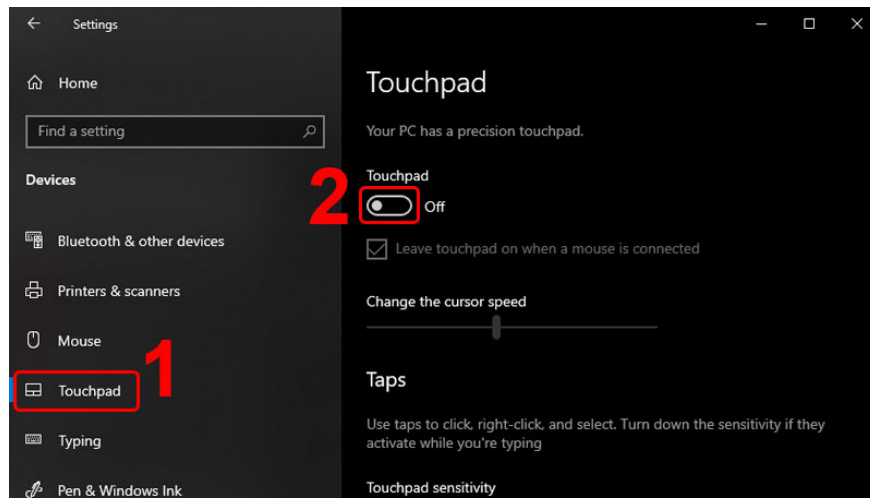 Settings
Home
Find a setting
Devices
Bluetooth & other devices
Printers & scanners
Mouse
1
Touchpad
Typing
Pen & Windows Ink
Touchpad
Your PC has a precision touchpad.
Touchpad
2
Off
Leave touchpad on when a mouse is connected
Change the cursor speed
Taps
Use taps to click, right-click, and select. Turn down the sensitivity if they
activate while you're typing
Touchpad sensitivity